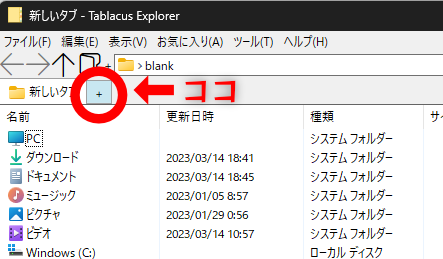 新しいタブ - Tablacus Explorer
ファイル(F) 編集(E) 表示(V) お気に入り(A) ツール(T) ヘルプ(H)
+ > blank
新しいタブ + ココ
名前 更新日時 種類 サイ
PC システム フォルダー
ダウンロード 2023/03/14 18:41 システム フォルダー
ドキュメント 2023/03/14 18:45 システム フォルダー
ミュージック 2023/01/05 8:57 システム フォルダー
ピクチャ 2023/01/29 0:56 システム フォルダー
ビデオ 2023/03/14 10:57 システム フォルダー
Windows (C:) ローカル ディスク